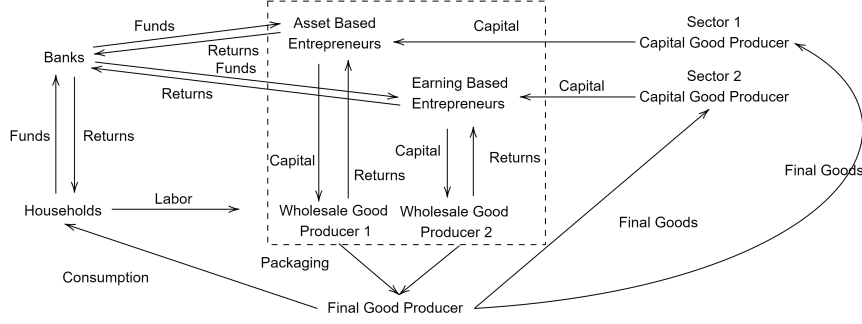 Funds
Asset Based
Entrepreneurs
Capital
Sector 1
Capital Good Producer
Banks
Returns
Funds
Returns
Earning Based
Entrepreneurs
Capital
Sector 2
Capital Good Producer
Funds
Returns
Capital
Returns
Capital
Returns
Final Goods
Households
Labor
Wholesale Good
Producer 1
Wholesale Good
Producer 2
Final Goods
Packaging
Consumption
Final Good Producer